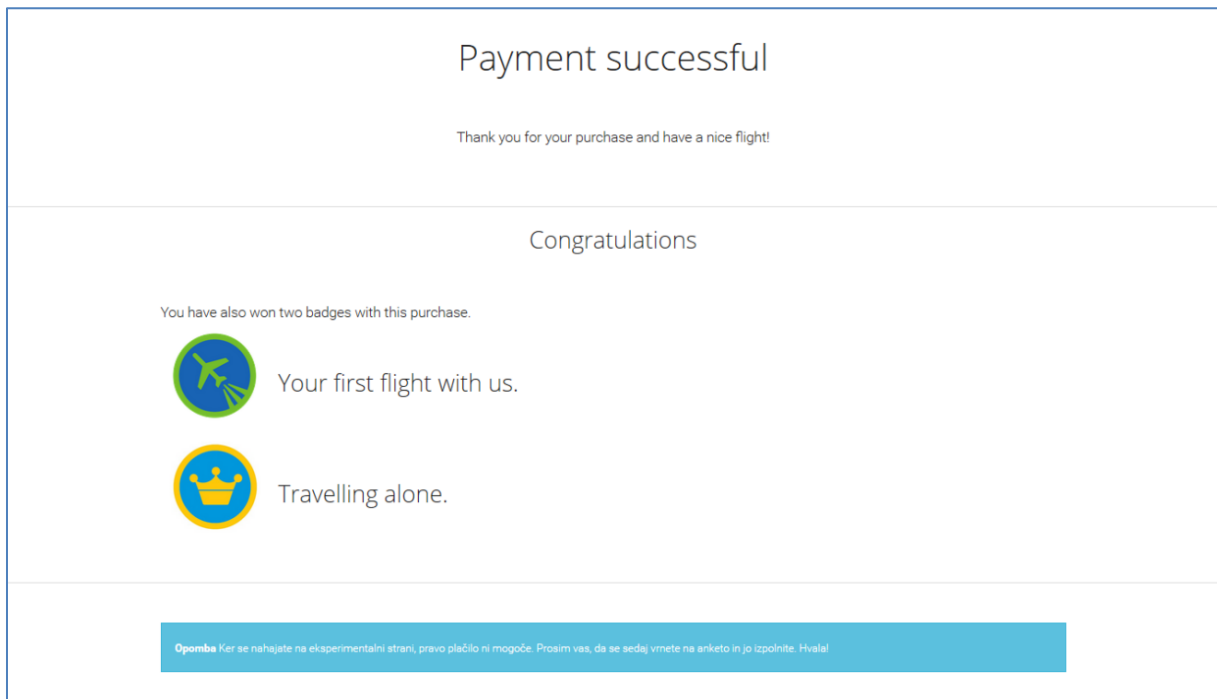 Payment successful
Thank you for your purchase and have a nice flight!
Congratulations
You have also won two badges with this purchase.
Your first flight with us.
Travelling alone.
Opomba Ker se nahajate na eksperimentalni strani, pravo plačilo ni mogoče. Prosim vas, da se sedaj vrnete na anketo in jo izpolnite. Hvala!